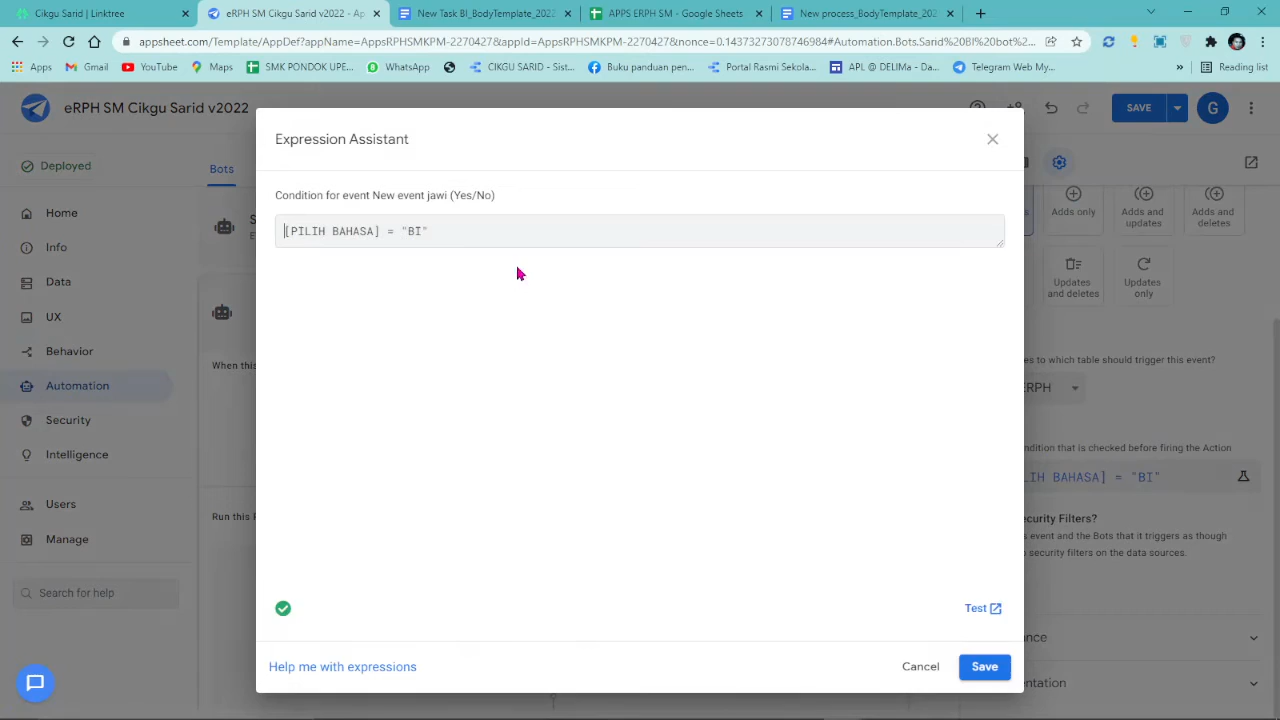 Cikgu Sarid | Linktree
eRPH SM Cikgu Sarid v2022 - Ap
New Task BI_BodyTemplate_2022
APPS ERPH SM - Google Sheets
New process_BodyTemplate_2022
appsheet.com/Template/AppDef?appName=AppsRPHSMKPM-2270427&appId=AppsRPHSMKPM-2270427&nonce=0.14373273078746984#Automation.Bots.Sarid%20BI%20bot%2...
Apps
Gmail
YouTube
Maps
SMK PONDOK UPE...
WhatsApp
CIKGU SARID - Sist...
Buku panduan pen...
Portal Rasmi Sekola...
APL @ DELIMa - Da...
Telegram Web My...
»
Reading list
eRPH SM Cikgu Sarid v2022
SAVE
G
Deployed
Bots
Home
Info
Data
UX
Behavior
Automation
Security
Intelligence
Users
Manage
Search for help
When this
Run this
Expression Assistant
Condition for event New event jawi (Yes/No)
[PILIH BAHASA] = "BI"
Test
Help me with expressions
Cancel
Save
Adds only
Adds and
updates
Adds and
deletes
Updates
and deletes
Updates
only
es to which table should trigger this event?
ERPH
ondition that is checked before firing the Action
LIH BAHASA] = "BI"
ecurity Filters?
s event and the Bots that it triggers as though
o security filters on the data sources.
nce
entation